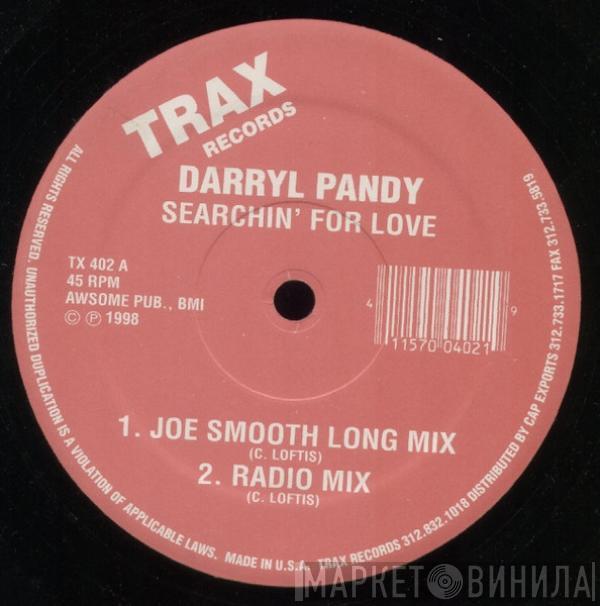 TRAX
RECORDS
DARRYL PANDY
SEARCHIN' FOR LOVE
TX 402 A
45 RPM
AWSOME PUB., BMI
© ℗ 1998
4 11570 04021 9
1. JOE SMOOTH LONG MIX
(C. LOFTIS)
2. RADIO MIX
(C. LOFTIS)
ALL RIGHTS RESERVED. UNAUTHORIZED DUPLICATION IS A VIOLATION OF APPLICABLE LAWS. MADE IN U.S.A. TRAX RECORDS 312.832.1018 DISTRIBUTED BY CAP EXPORTS 312.733.1717 FAX 312.733.5819
МАРКЕТ ВИНИЛА